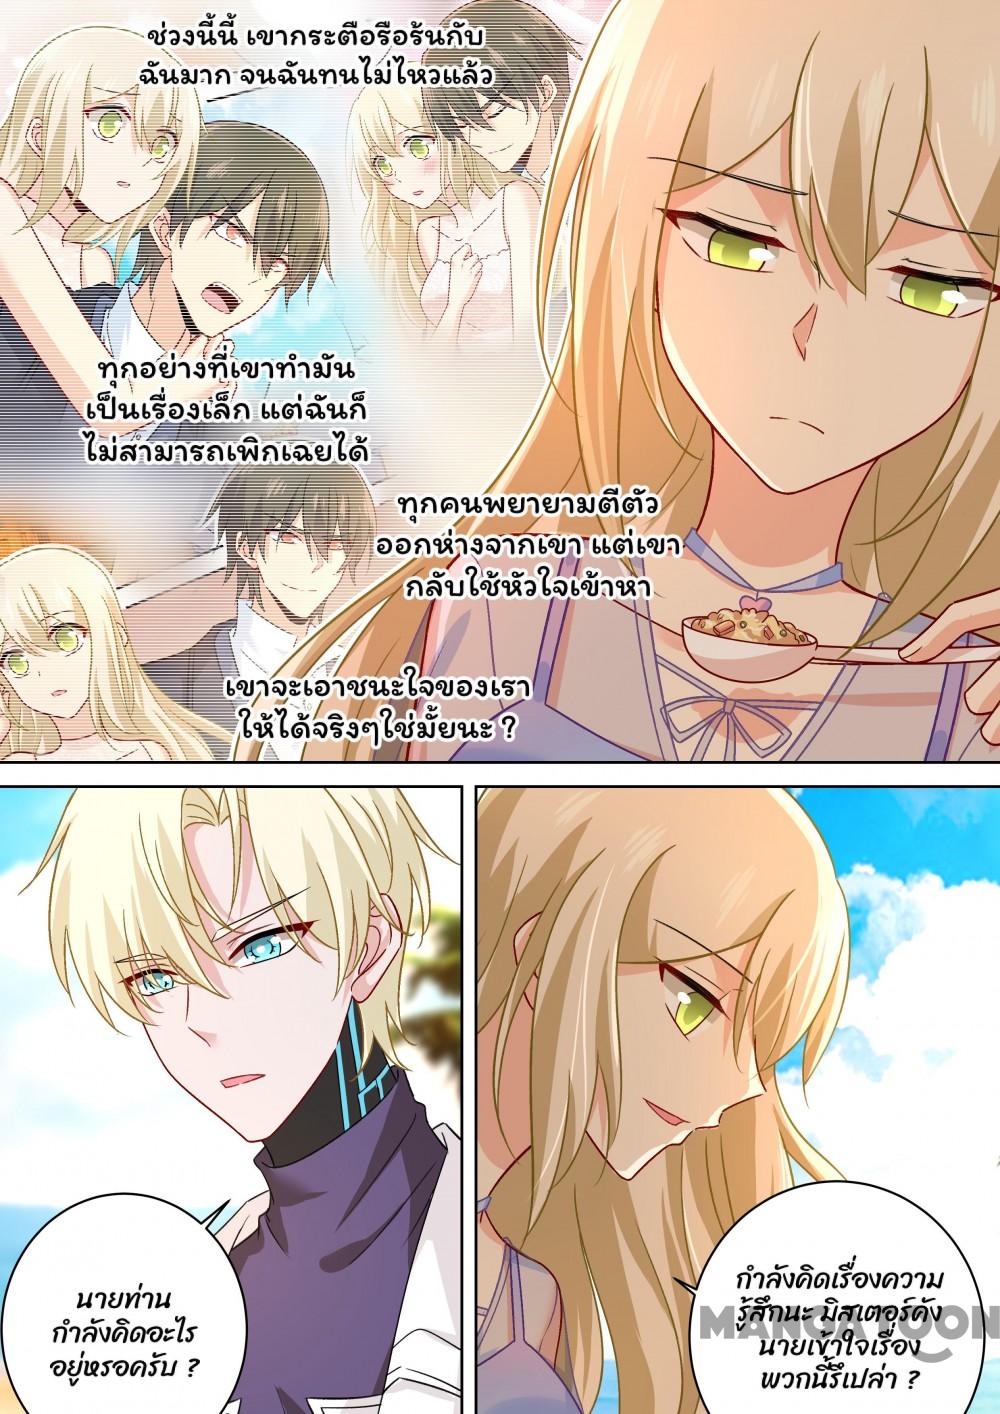 ช่วงนี้นี้ เขากระตือรือร้นกับ
ฉันมาก จนฉันทนไม่ไหวแล้ว
ทุกอย่างที่เขาทำมัน
เป็นเรื่องเล็ก แต่ฉันก็
ไม่สามารถเพิกเฉยได้
ทุกคนพยายามตีตัว
ออกห่างจากเขา แต่เขา
กลับใช้หัวใจเข้าหา
เขาจะเอาชนะใจของเรา
ให้ได้จริงๆใช่มั้ยนะ ?
นายท่าน
กำลังคิดอะไร
อยู่หรอครับ ?
กำลังคิดเรื่องความ
รู้สึกนะ มิสเตอร์คัง
นายเข้าใจเรื่อง
พวกนี้รึเปล่า ?
MANGATOON